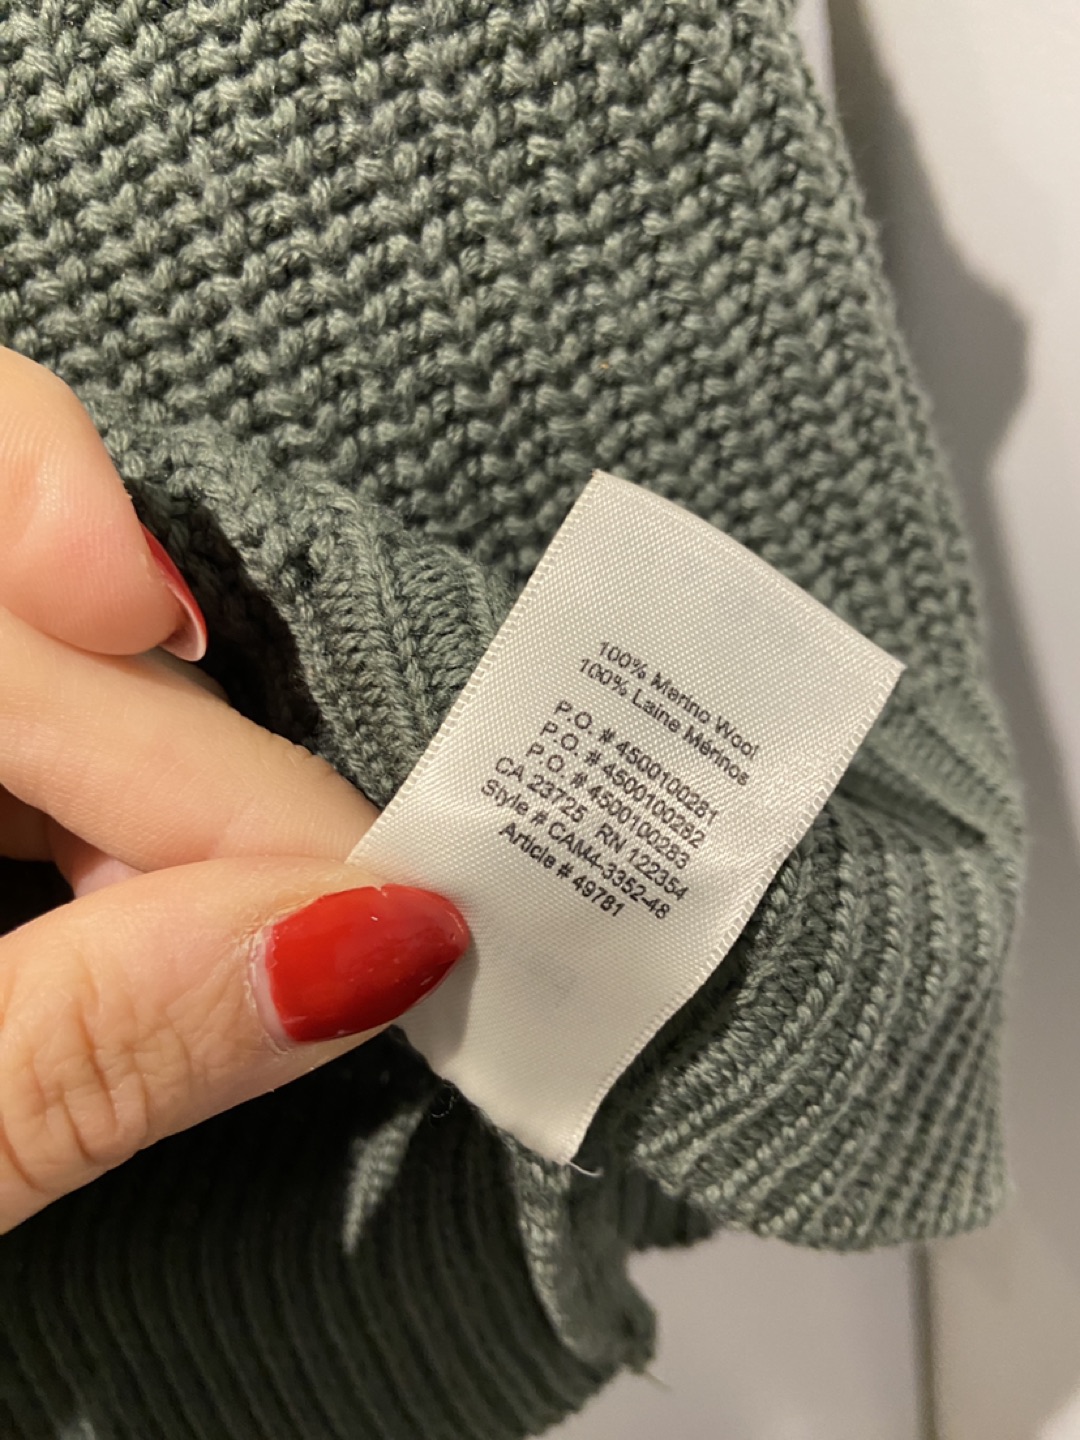 100% Merino Wool
100% Laine Mérinos
P.O. # 4500100281
P.O. # 4500100282
P.O. # 4500100283
CA 23725 RN 122354
Style # CAM4-3352-48
Article # 49781